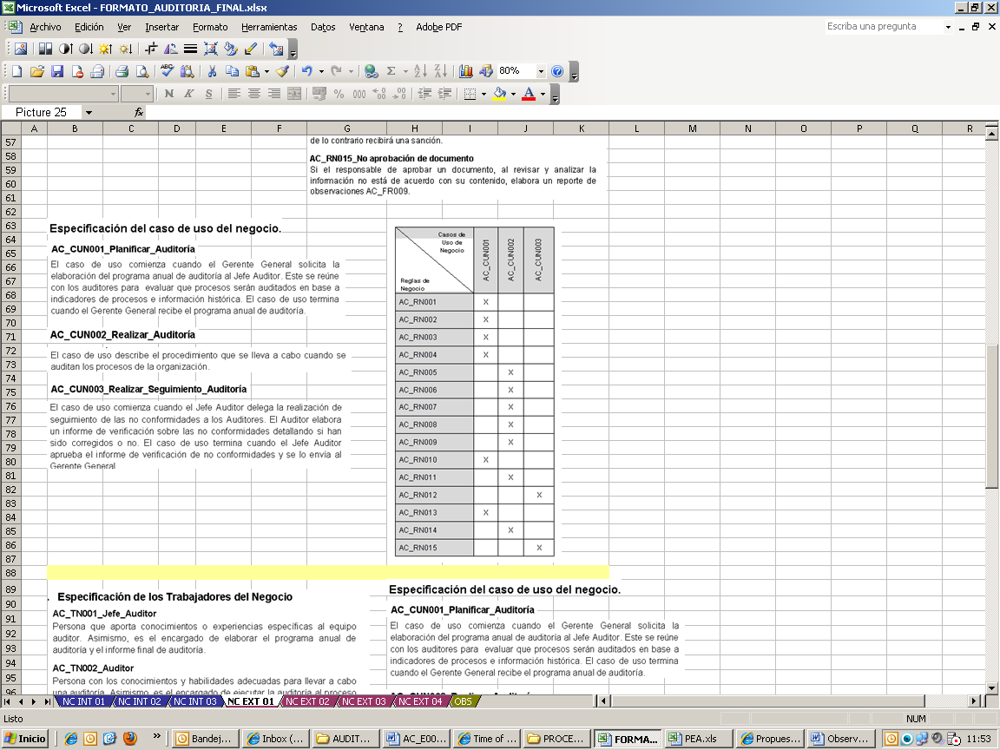 Microsoft Excel - FORMATO_AUDITORIA_FINAL.xlsx
Archivo Edición Ver Insertar Formato Herramientas Datos Ventana ? Adobe PDF
Escriba una pregunta
80%
N K S
% 000
Picture 25
fx
A B C D E F G H I J K L M N O P Q R
57
58
59
60
61
62
63
64
65
66
67
68
69
70
71
72
73
74
75
76
77
78
79
80
81
82
83
84
85
86
87
88
89
90
91
92
93
94
95
96
de lo contrario recibirá una sanción.
AC_RN015_No aprobación de documento
Si el responsable de aprobar un documento, al revisar y analizar la
información no está de acuerdo con su contenido, elabora un reporte de
observaciones AC_FR009.
Especificación del caso de uso del negocio.
AC_CUN001_Planificar_Auditoría
El caso de uso comienza cuando el Gerente General solicita la
elaboración del programa anual de auditoría al Jefe Auditor. Este se reúne
con los auditores para evaluar que procesos serán auditados en base a
indicadores de procesos e información histórica. El caso de uso termina
cuando el Gerente General recibe el programa anual de auditoría.
AC_CUN002_Realizar_Auditoría
El caso de uso describe el procedimiento que se lleva a cabo cuando se
auditan los procesos de la organización.
AC_CUN003_Realizar_Seguimiento_Auditoría
El caso de uso comienza cuando el Jefe Auditor delega la realización de
seguimiento de las no conformidades a los Auditores. El Auditor elabora
un informe de verificación sobre las no conformidades detallando si han
sido corregidos o no. El caso de uso termina cuando el Jefe Auditor
aprueba el informe de verificación de no conformidades y se lo envía al
Gerente General
Casos de
Uso de
Negocio
Reglas de
Negocio
AC_CUN001
AC_CUN002
AC_CUN003
AC_RN001 X
AC_RN002 X
AC_RN003 X
AC_RN004 X
AC_RN005 X
AC_RN006 X
AC_RN007 X
AC_RN008 X
AC_RN009 X
AC_RN010 X
AC_RN011 X
AC_RN012 X
AC_RN013 X
AC_RN014 X
AC_RN015 X
. Especificación de los Trabajadores del Negocio
AC_TN001_Jefe_Auditor
Persona que aporta conocimientos o experiencias específicas al equipo
auditor. Asimismo, es el encargado de elaborar el programa anual de
auditoría y el informe final de auditoría.
AC_TN002_Auditor
Persona con los conocimientos y habilidades adecuadas para llevar a cabo
una auditoría. Asimismo, es el encargado de ejecutar la auditoría al proceso
Especificación del caso de uso del negocio.
AC_CUN001_Planificar_Auditoría
El caso de uso comienza cuando el Gerente General solicita la
elaboración del programa anual de auditoría al Jefe Auditor. Este se reúne
con los auditores para evaluar que procesos serán auditados en base a
indicadores de procesos e información histórica. El caso de uso termina
cuando el Gerente General recibe el programa anual de auditoría.
NC INT 01 NC INT 02 NC INT 03 NC EXT 01 NC EXT 02 NC EXT 03 NC EXT 04 OBS
Listo
NUM
Inicio
»
Bandej... Inbox (... AUDIT... AC_E00... Time of ... PROCE... FORMA... PEA.xls Propues... Observ...
11:53